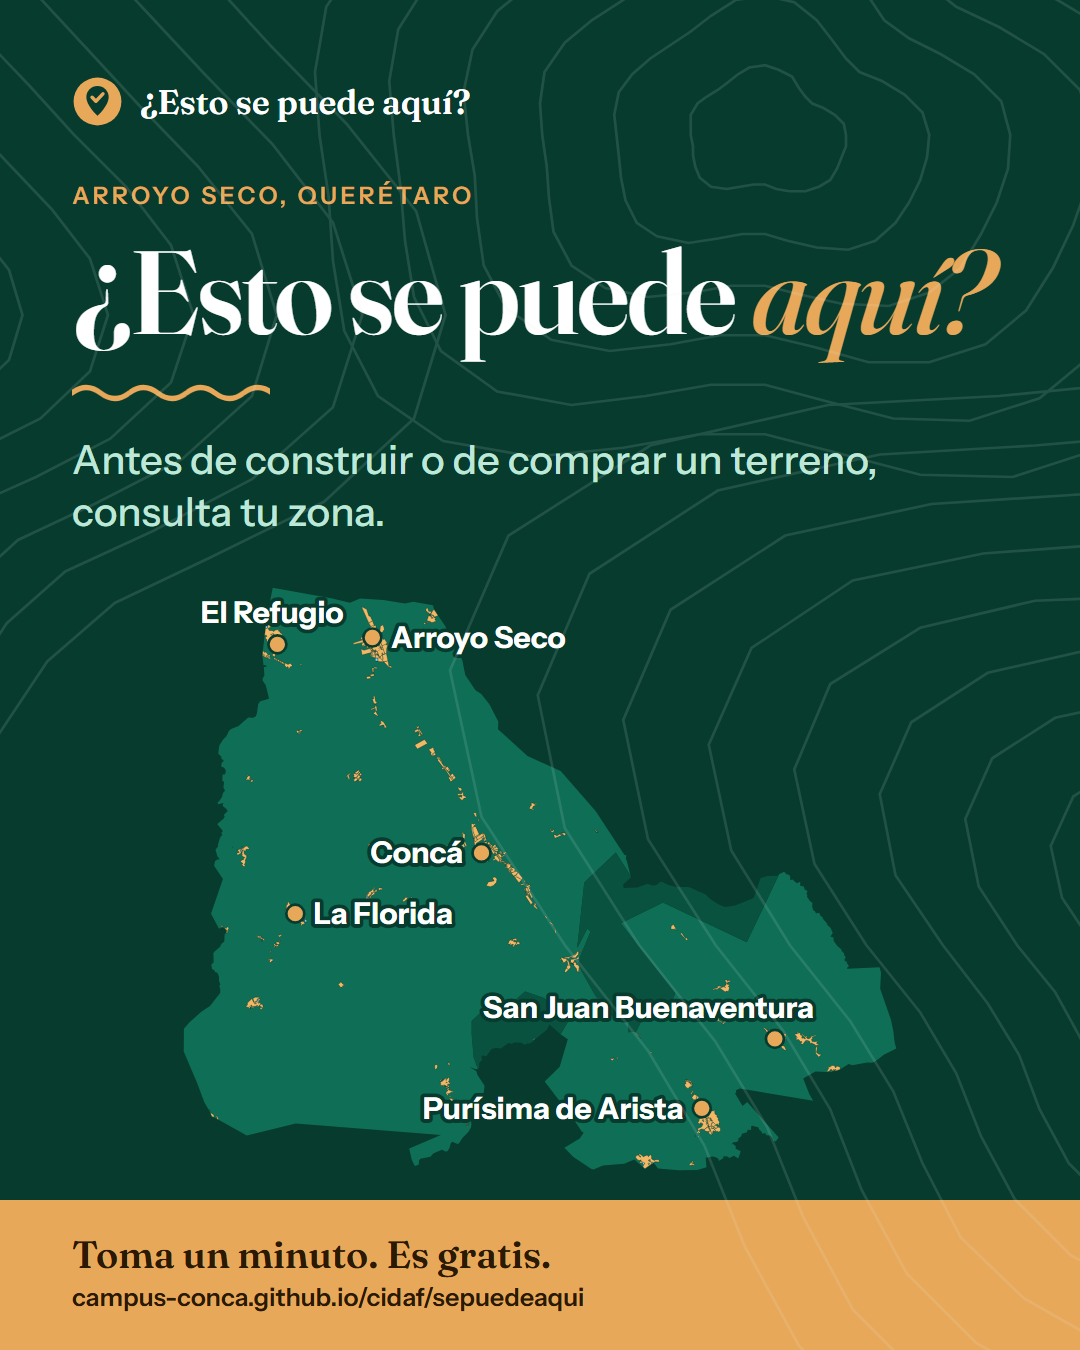 ¿Esto se puede aquí?
ARROYO SECO, QUERÉTARO
¿Esto se puede aquí?
Antes de construir o de comprar un terreno,
consulta tu zona.
El Refugio
Arroyo Seco
Concá
La Florida
San Juan Buenaventura
Purísima de Arista
Toma un minuto. Es gratis.
campus-conca.github.io/cidaf/sepuedeaqui